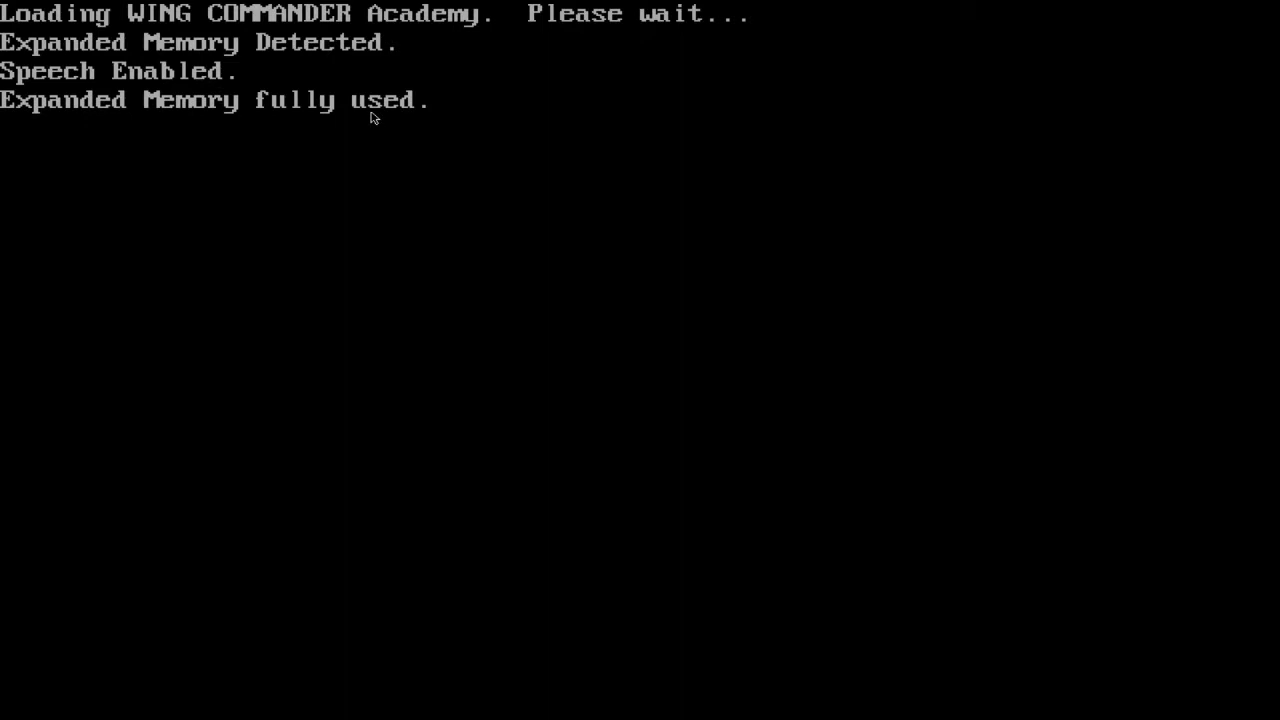 Loading WING COMMANDER Academy.  Please wait...
Expanded Memory Detected.
Speech Enabled.
Expanded Memory fully used.